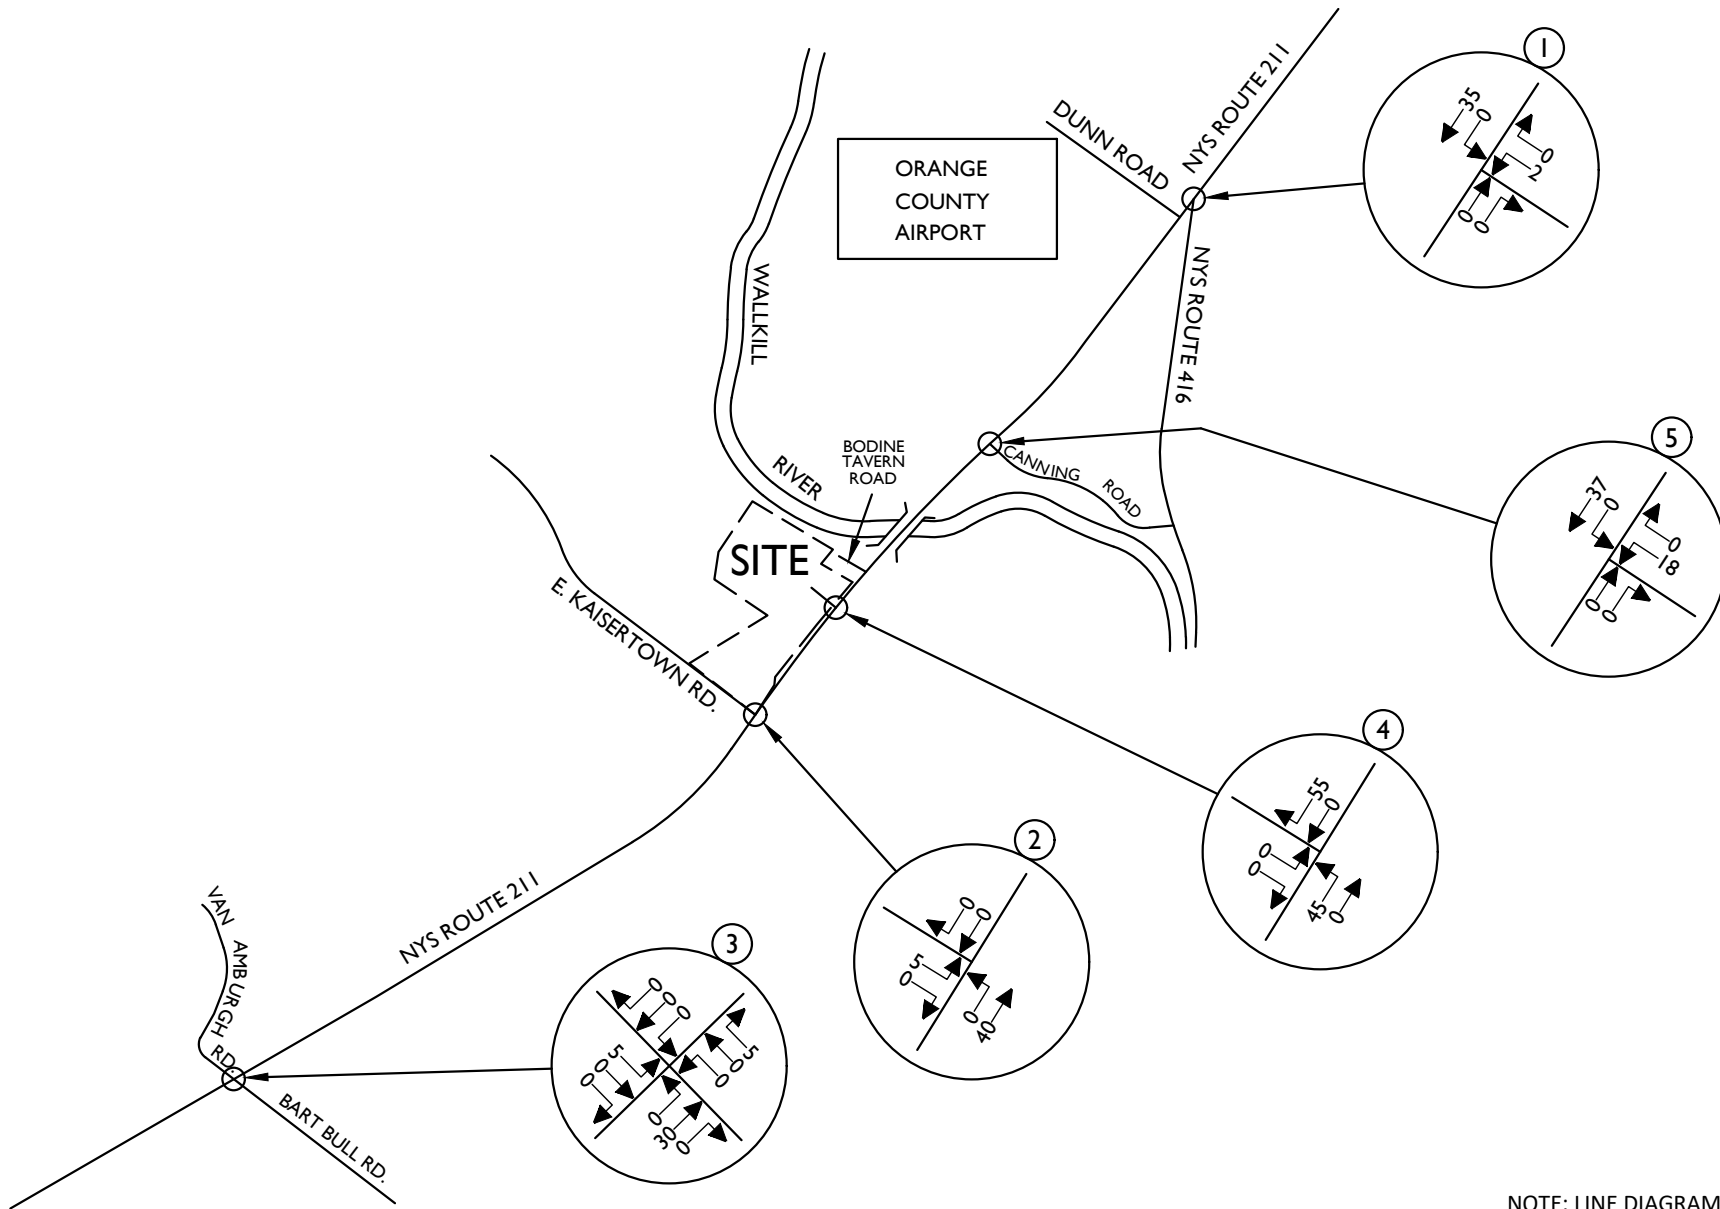 NYS ROUTE 211
DUNN ROAD
ORANGE
COUNTY
AIRPORT
1
35
0
0
2
0
0
WALLKILL
RIVER
NYS ROUTE 416
BODINE
TAVERN
ROAD
CANNING ROAD
5
37
0
0
18
0
0
SITE
E. KAISERTOWN RD.
4
55
0
0
0
45
0
2
0
0
5
0
0
40
NYS ROUTE 211
VAN AMBURGH RD.
BART BULL RD.
3
0
0
0
5
0
0
5
0
0
0
30
0
NOTE: LINE DIAGRAM